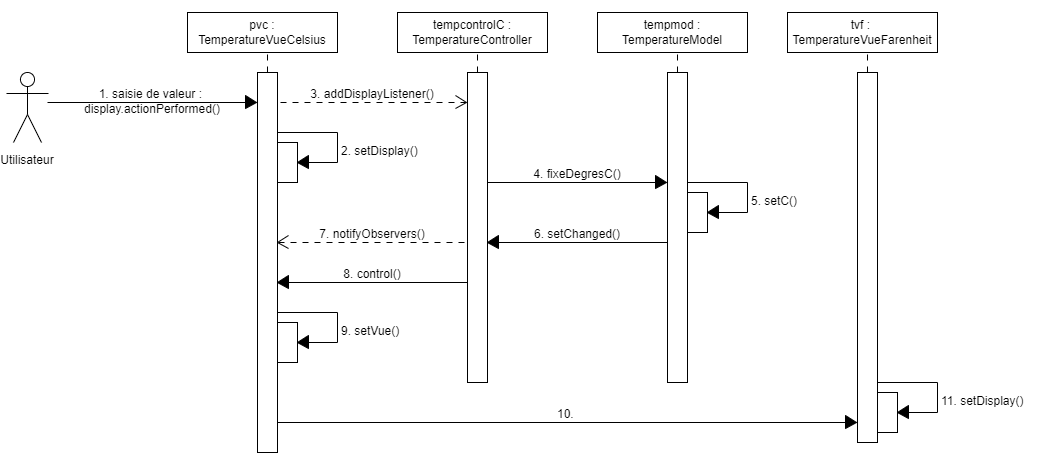 pvc :
TemperatureVueCelsius
tempcontrolC :
TemperatureController
tempmod :
TemperatureModel
tvf :
TemperatureVueFarenheit
1. saisie de valeur :
display.actionPerformed()
3. addDisplayListener()
Utilisateur
2. setDisplay()
4. fixeDegresC()
5. setC()
7. notifyObservers()
6. setChanged()
8. control()
9. setVue()
11. setDisplay()
10.